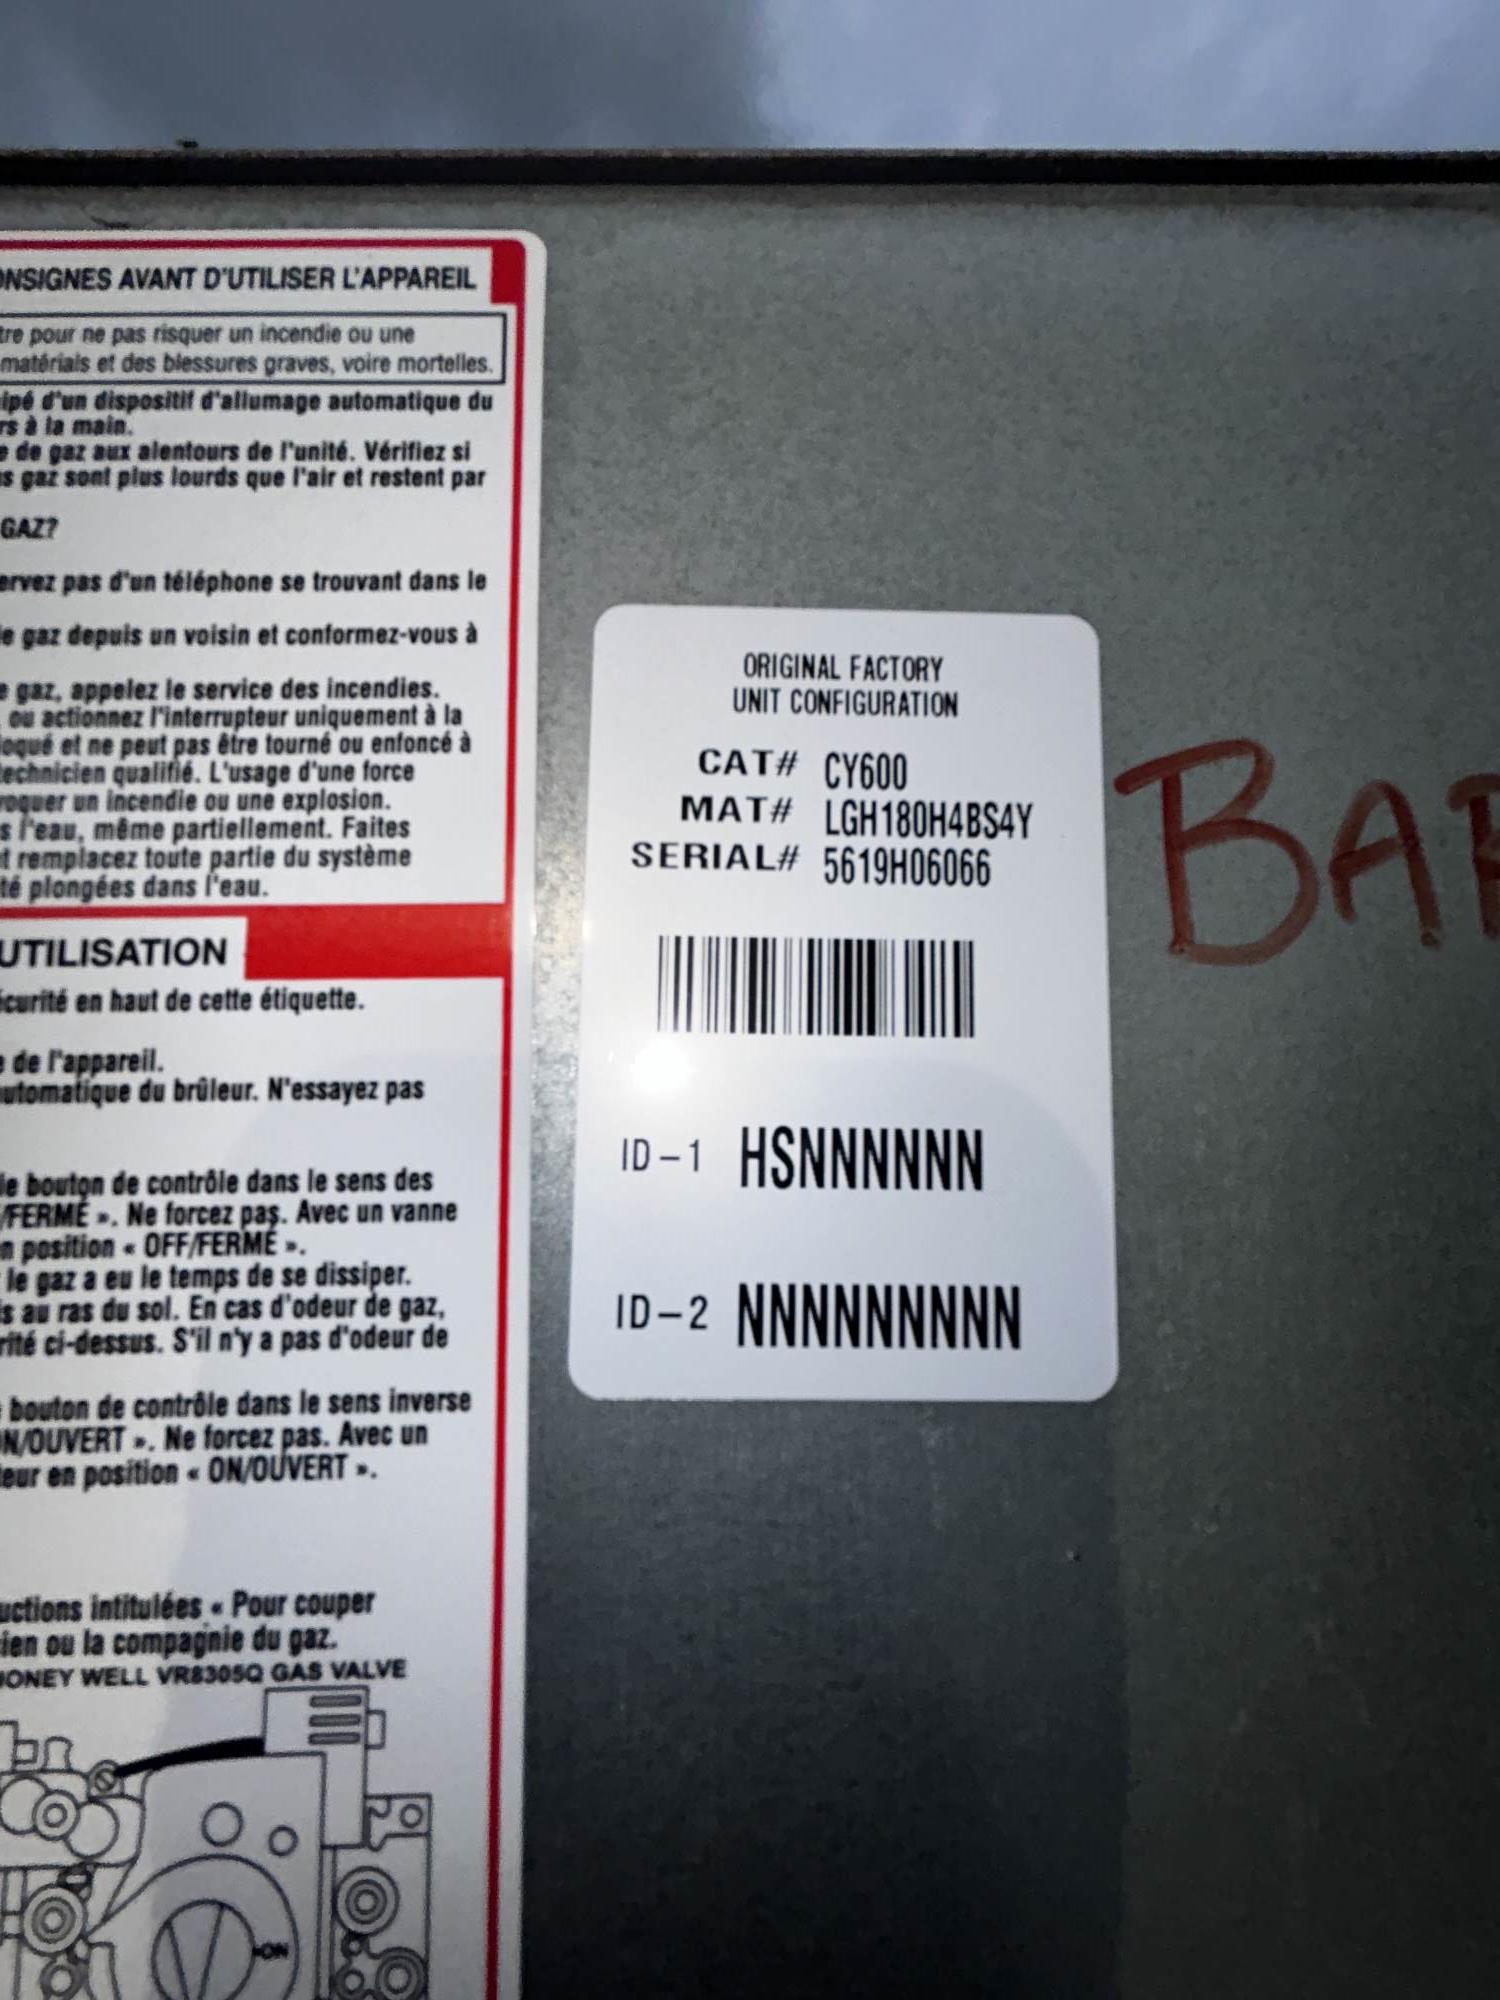 ONSIGNES AVANT D'UTILISER L'APPAREIL
tre pour ne pas risquer un incendie ou une
matérials et des blessures graves, voire mortelles.
ipé d'un dispositif d'allumage automatique du
rs à la main.
e de gaz aux alentours de l'unité. Vérifiez si
s gaz sont plus lourds que l'air et restent par
GAZ?
ervez pas d'un téléphone se trouvant dans le
le gaz depuis un voisin et conformez-vous à
e gaz, appelez le service des incendies.
ou actionnez l'interrupteur uniquement à la
loqué et ne peut pas être tourné ou enfoncé à
technicien qualifié. L'usage d'une force
voquer un incendie ou une explosion.
s l'eau, même partiellement. Faites
t remplacez toute partie du système
té plongées dans l'eau.
UTILISATION
écurité en haut de cette étiquette.
e de l'appareil.
automatique du brûleur. N'essayez pas
le bouton de contrôle dans le sens des
/FERMÉ ». Ne forcez pas. Avec un vanne
n position « OFF/FERMÉ ».
le gaz a eu le temps de se dissiper.
is au ras du sol. En cas d'odeur de gaz,
rité ci-dessus. S'il n'y a pas d'odeur de
bouton de contrôle dans le sens inverse
ON/OUVERT ». Ne forcez pas. Avec un
teur en position « ON/OUVERT ».
uctions intitulées « Pour couper
ien ou la compagnie du gaz.
HONEY WELL VR8305Q GAS VALVE
ON
ORIGINAL FACTORY
UNIT CONFIGURATION
CAT# CY600
MAT# LGH180H4BS4Y
SERIAL# 5619H06066
ID-1 HSNNNNNN
ID-2 NNNNNNNNN
BAR